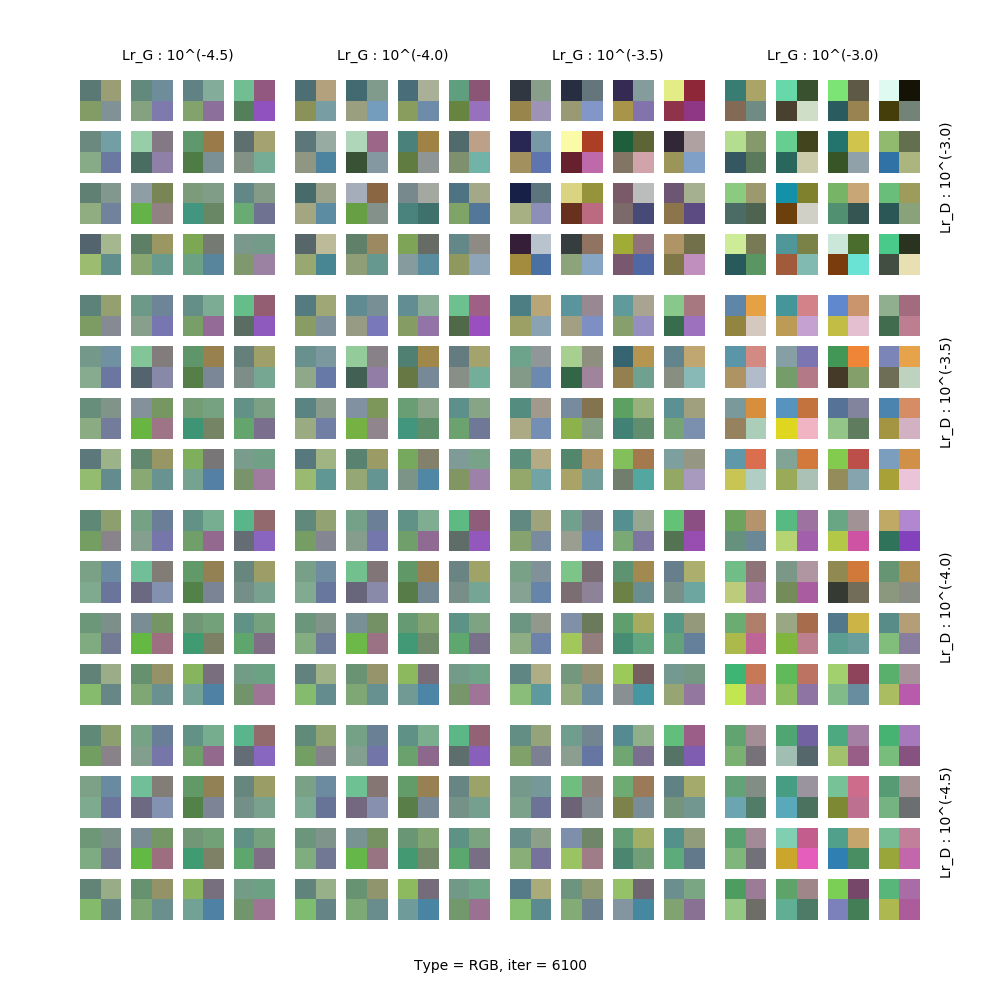 Lr_G : 10^(-4.5)
Lr_G : 10^(-4.0)
Lr_G : 10^(-3.5)
Lr_G : 10^(-3.0)
Lr_D : 10^(-3.0)
Lr_D : 10^(-3.5)
Lr_D : 10^(-4.0)
Lr_D : 10^(-4.5)
Type = RGB, iter = 6100